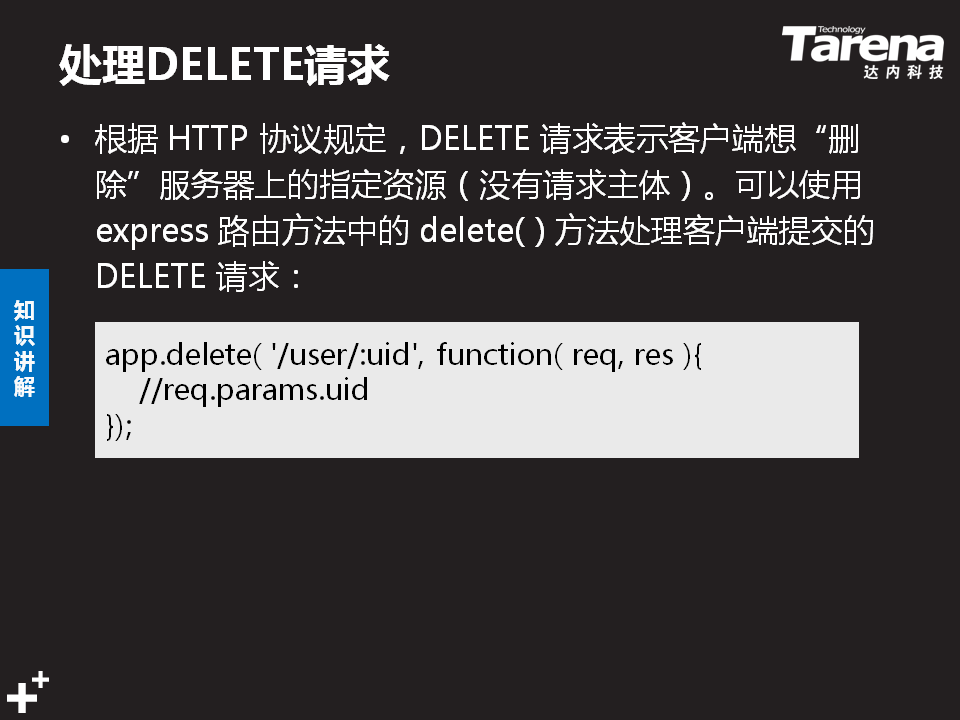 处理DELETE请求
Technology
Tarena
达内科技
• 根据 HTTP 协议规定，DELETE 请求表示客户端想“删
除”服务器上的指定资源（没有请求主体）。可以使用
express 路由方法中的 delete( ) 方法处理客户端提交的
DELETE 请求：
知识讲解
app.delete( '/user/:uid', function( req, res ){
//req.params.uid
});